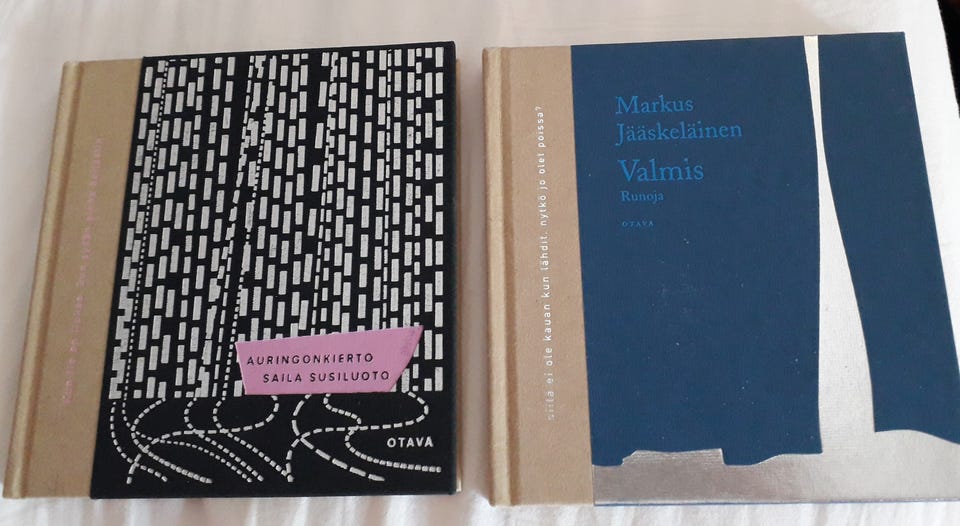 AURINGONKIERTO
SAILA SUSILUOTO
OTAVA
siitä ei ole kauan kun lähdit. nytkö jo olet poissa?
Markus
Jääskeläinen
Valmis
Runoja
OTAVA